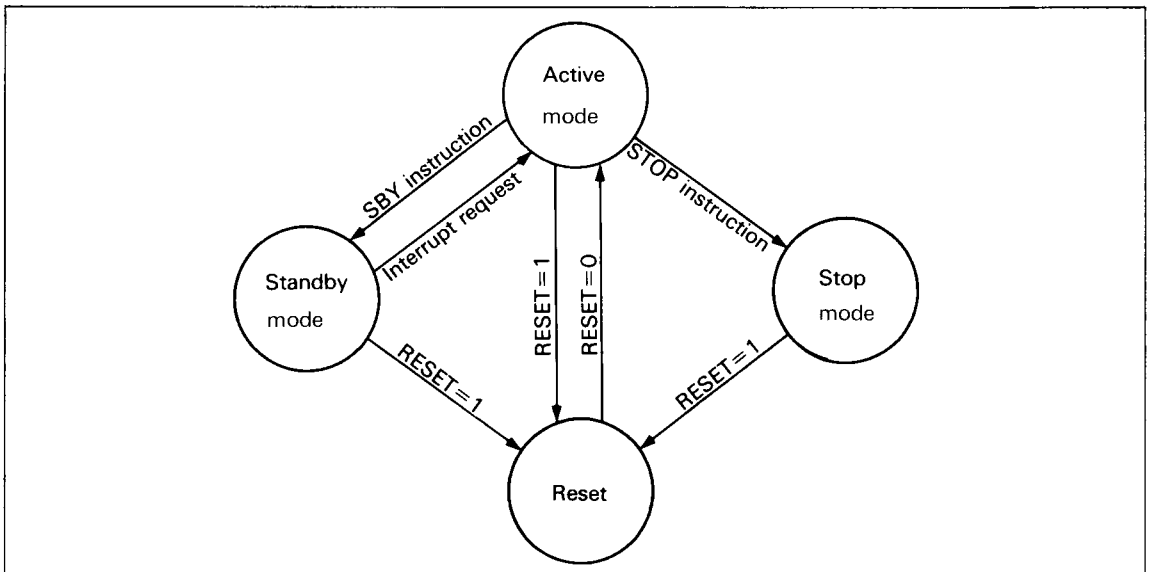 Active
mode
SBY instruction
Interrupt request
STOP instruction
Standby
mode
RESET=1
RESET=0
Stop
mode
RESET=1
RESET=1
Reset